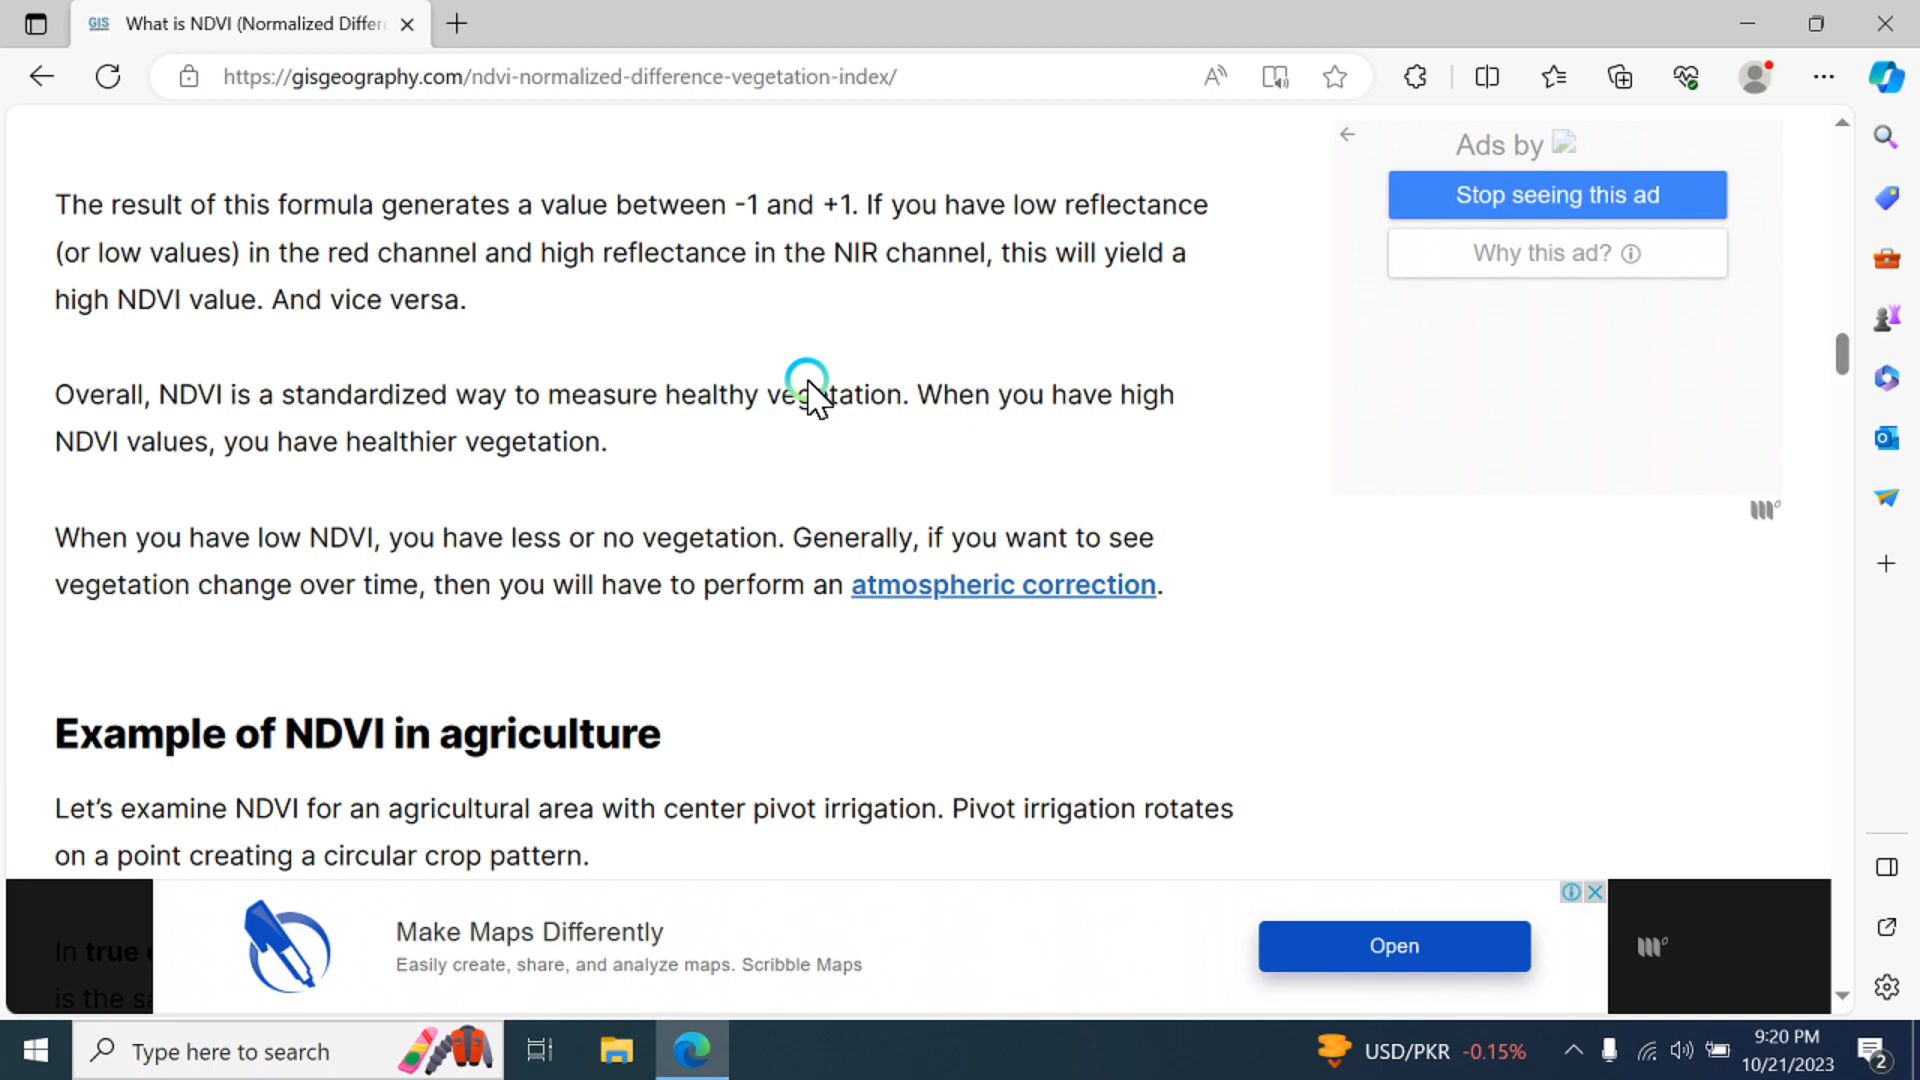 GIS
What is NDVI (Normalized Differe
https://gisgeography.com/ndvi-normalized-difference-vegetation-index/
Ads by
Stop seeing this ad
Why this ad?
The result of this formula generates a value between -1 and +1. If you have low reflectance
(or low values) in the red channel and high reflectance in the NIR channel, this will yield a
high NDVI value. And vice versa.
Overall, NDVI is a standardized way to measure healthy vegetation. When you have high
NDVI values, you have healthier vegetation.
When you have low NDVI, you have less or no vegetation. Generally, if you want to see
vegetation change over time, then you will have to perform an atmospheric correction.
Example of NDVI in agriculture
Let's examine NDVI for an agricultural area with center pivot irrigation. Pivot irrigation rotates
on a point creating a circular crop pattern.
In true
is the
Make Maps Differently
Easily create, share, and analyze maps. Scribble Maps
Open
Type here to search
USD/PKR -0.15%
9:20 PM
10/21/2023
2